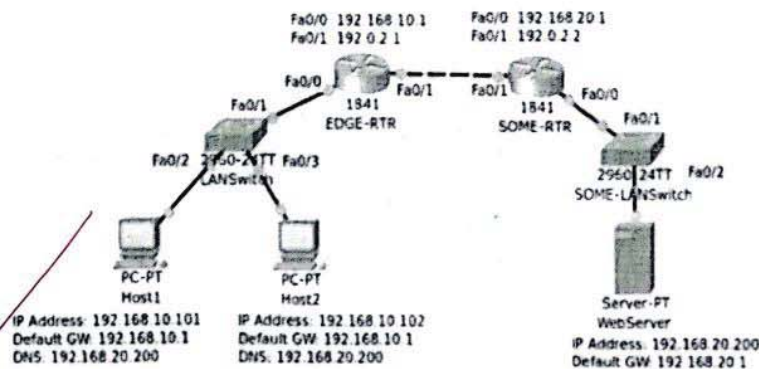 Fa0/0 192.168.10.1
Fa0/1 192.0.2.1
Fa0/0 192.168.20.1
Fa0/1 192.0.2.2
Fa0/0
Fa0/1
Fa0/1
Fa0/0
1841
EDGE-RTR
1841
SOME-RTR
Fa0/1
Fa0/1
Fa0/2
2960-24TT
Fa0/3
LANSwitch
2960-24TT
Fa0/2
SOME-LANSwitch
PC-PT
Host1
PC-PT
Host2
Server-PT
WebServer
IP Address: 192.168.10.101
Default GW: 192.168.10.1
DNS: 192.168.20.200
IP Address: 192.168.10.102
Default GW: 192.168.10.1
DNS: 192.168.20.200
IP Address: 192.168.20.200
Default GW: 192.168.20.1